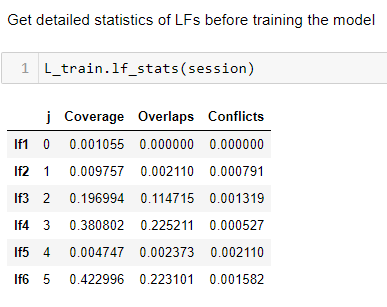 Get detailed statistics of LFs before training the model
1 L_train.lf_stats(session)
j Coverage Overlaps Conflicts
lf1 0 0.001055 0.000000 0.000000
lf2 1 0.009757 0.002110 0.000791
lf3 2 0.196994 0.114715 0.001319
lf4 3 0.380802 0.225211 0.000527
lf5 4 0.004747 0.002373 0.002110
lf6 5 0.422996 0.223101 0.001582